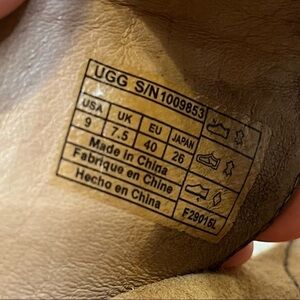 UGG S/N 1009853
USA UK EU JAPAN
9 7.5 40 26
Made in China
Fabrique en Chine
Hecho en China F29016L